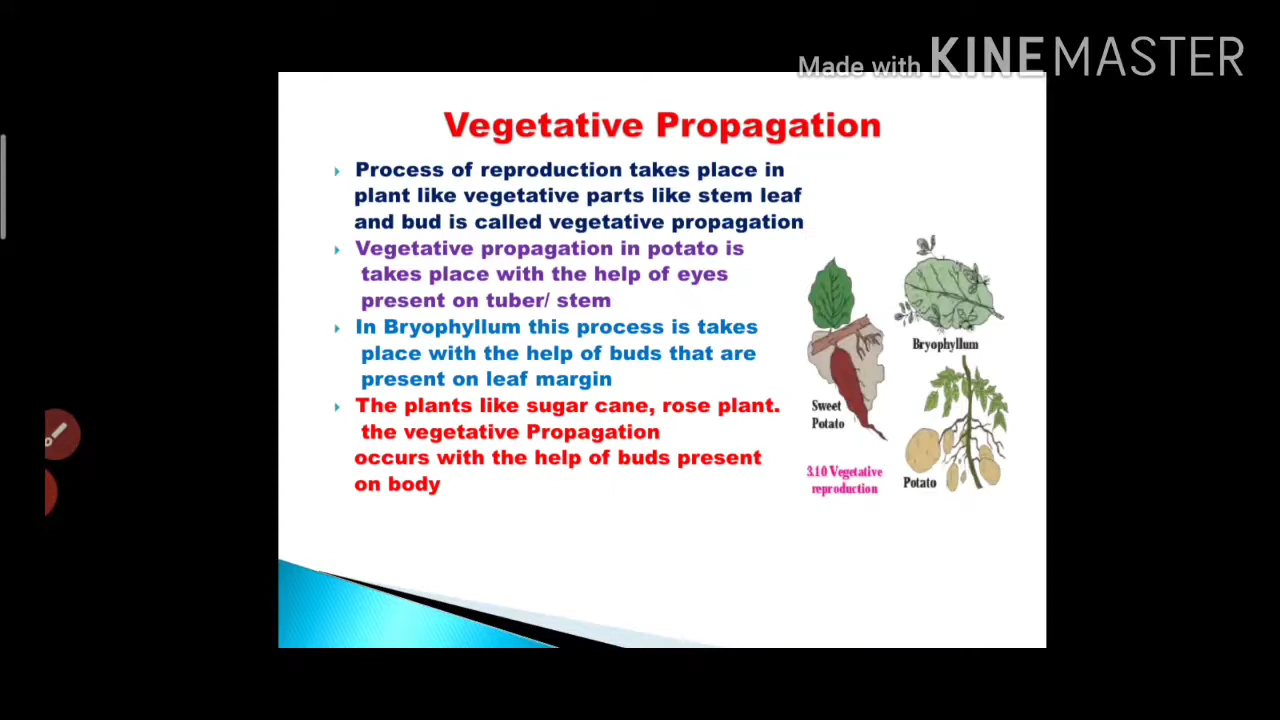 Made with KINEMASTER
Vegetative Propagation
Process of reproduction takes place in
plant like vegetative parts like stem leaf
and bud is called vegetative propagation
Vegetative propagation in potato is
takes place with the help of eyes
present on tuber/ stem
In Bryophyllum this process is takes
place with the help of buds that are
present on leaf margin
The plants like sugar cane, rose plant.
the vegetative Propagation
occurs with the help of buds present
on body
Bryophyllum
Sweet
Potato
3.10 Vegetative
reproduction
Potato